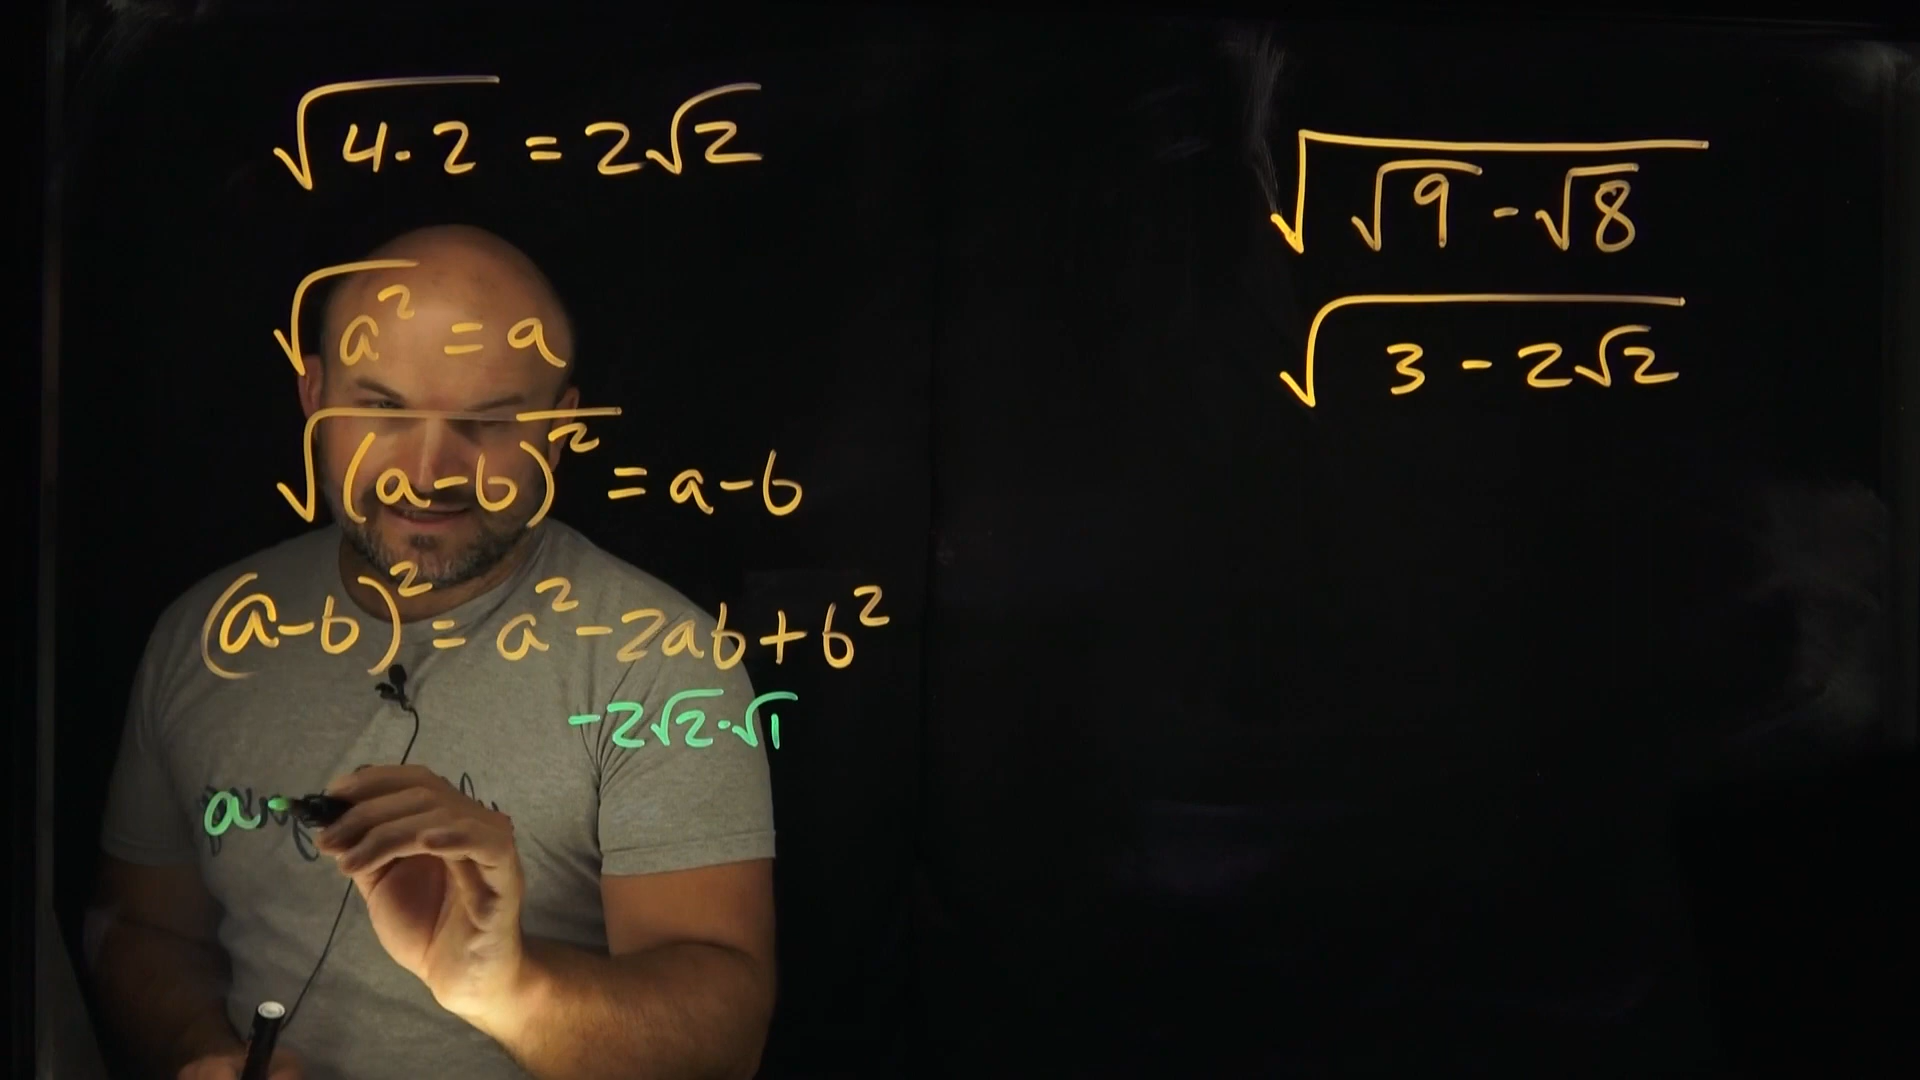 √(4·2) = 2√2
√(a²) = a
√((a-b)²) = a-b
(a-b)² = a² - 2ab + b²
-2√2·√1
a
√(√9 - √8)
√(3 - 2√2)